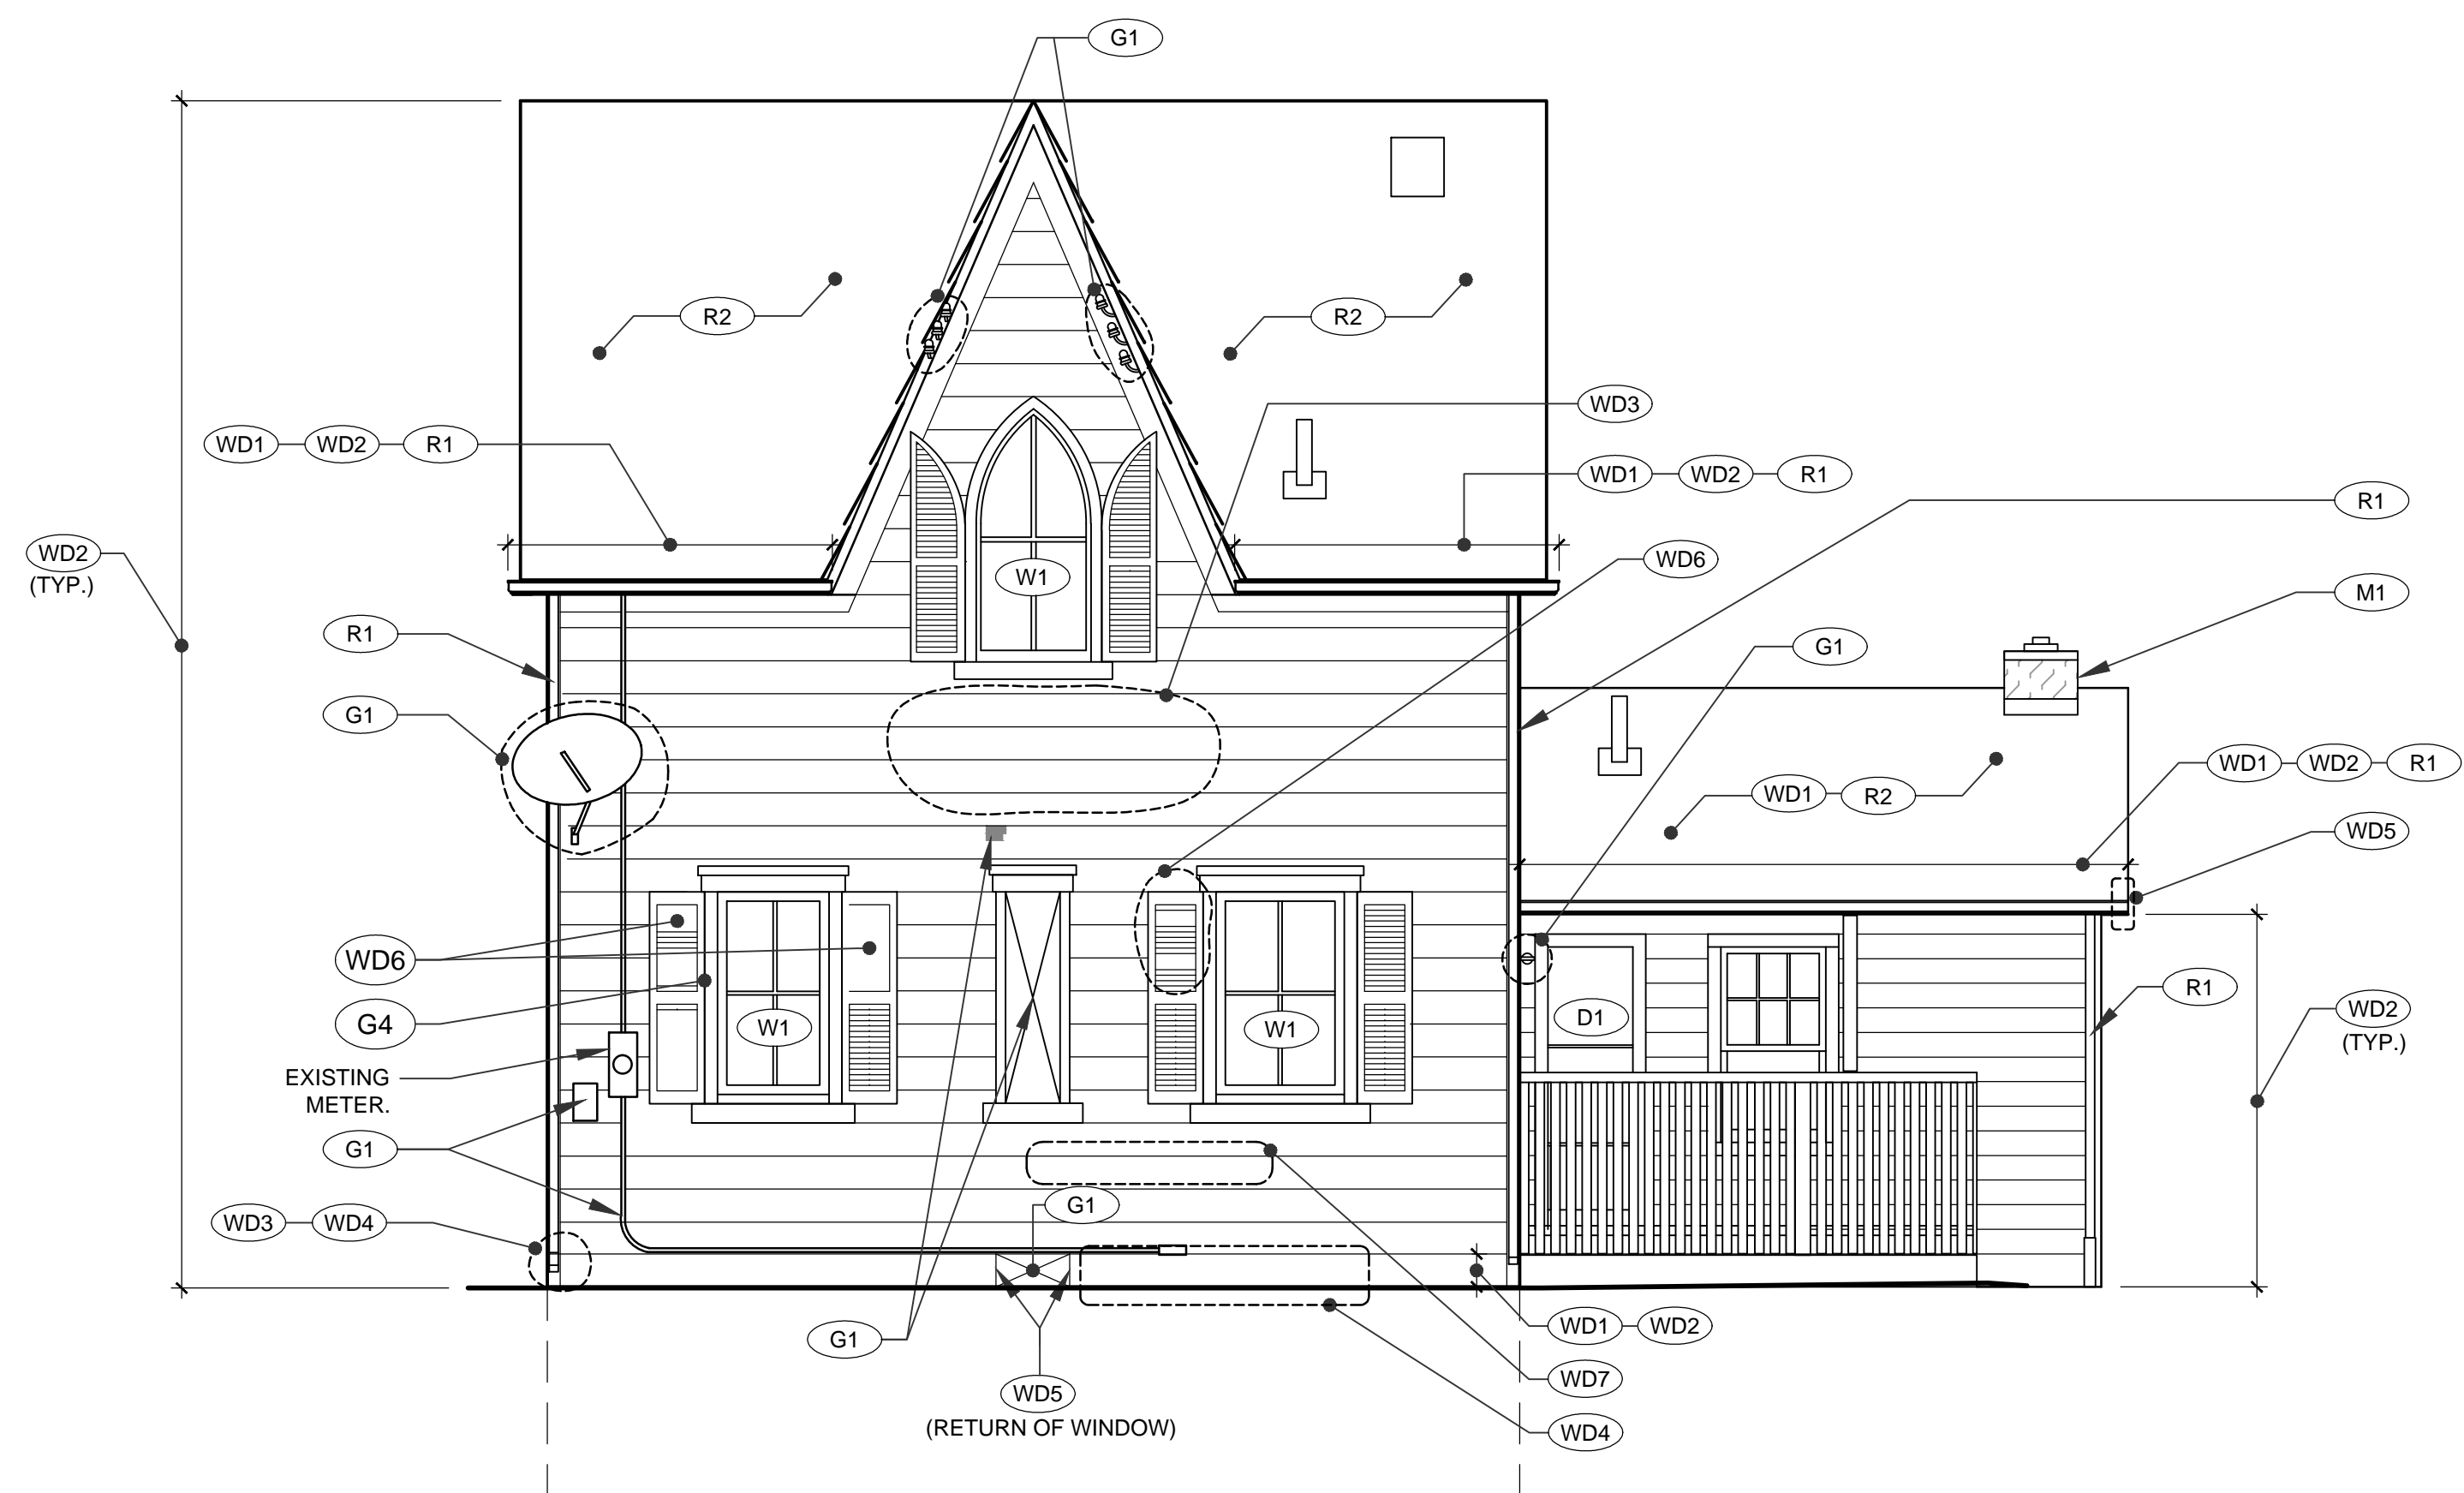 G1
R2
R2
WD3
WD1 WD2 R1
WD1 WD2 R1
R1
WD2
(TYP.)
WD6
W1
M1
R1
G1
G1
WD1 WD2 R1
WD1 R2
WD5
WD6
R1
G4
W1
W1
D1
WD2
(TYP.)
EXISTING
METER.
G1
G1
WD3 WD4
G1
WD1 WD2
WD7
WD5
(RETURN OF WINDOW)
WD4